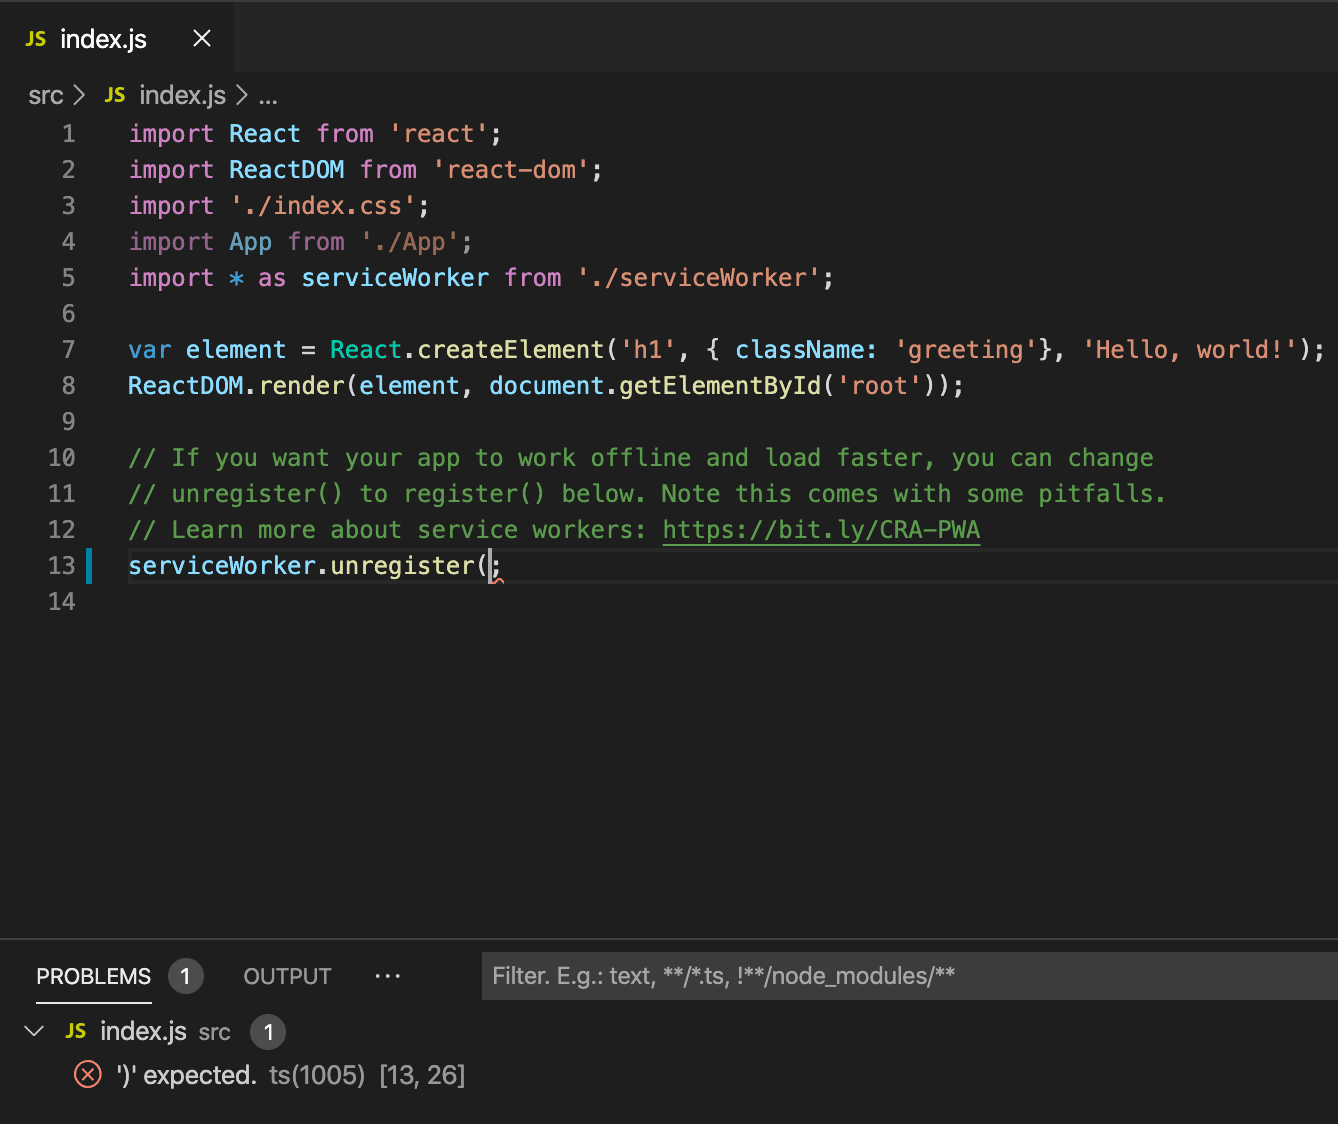 JS index.js
src > JS index.js > ...
1 import React from 'react';
2 import ReactDOM from 'react-dom';
3 import './index.css';
4 import App from './App';
5 import * as serviceWorker from './serviceWorker';
6
7 var element = React.createElement('h1', { className: 'greeting'}, 'Hello, world!');
8 ReactDOM.render(element, document.getElementById('root'));
9
10 // If you want your app to work offline and load faster, you can change
11 // unregister() to register() below. Note this comes with some pitfalls.
12 // Learn more about service workers: https://bit.ly/CRA-PWA
13 serviceWorker.unregister(;
14
PROBLEMS 1 OUTPUT ... Filter. E.g.: text, **/*.ts, !**/node_modules/**
JS index.js src 1
')' expected. ts(1005) [13, 26]